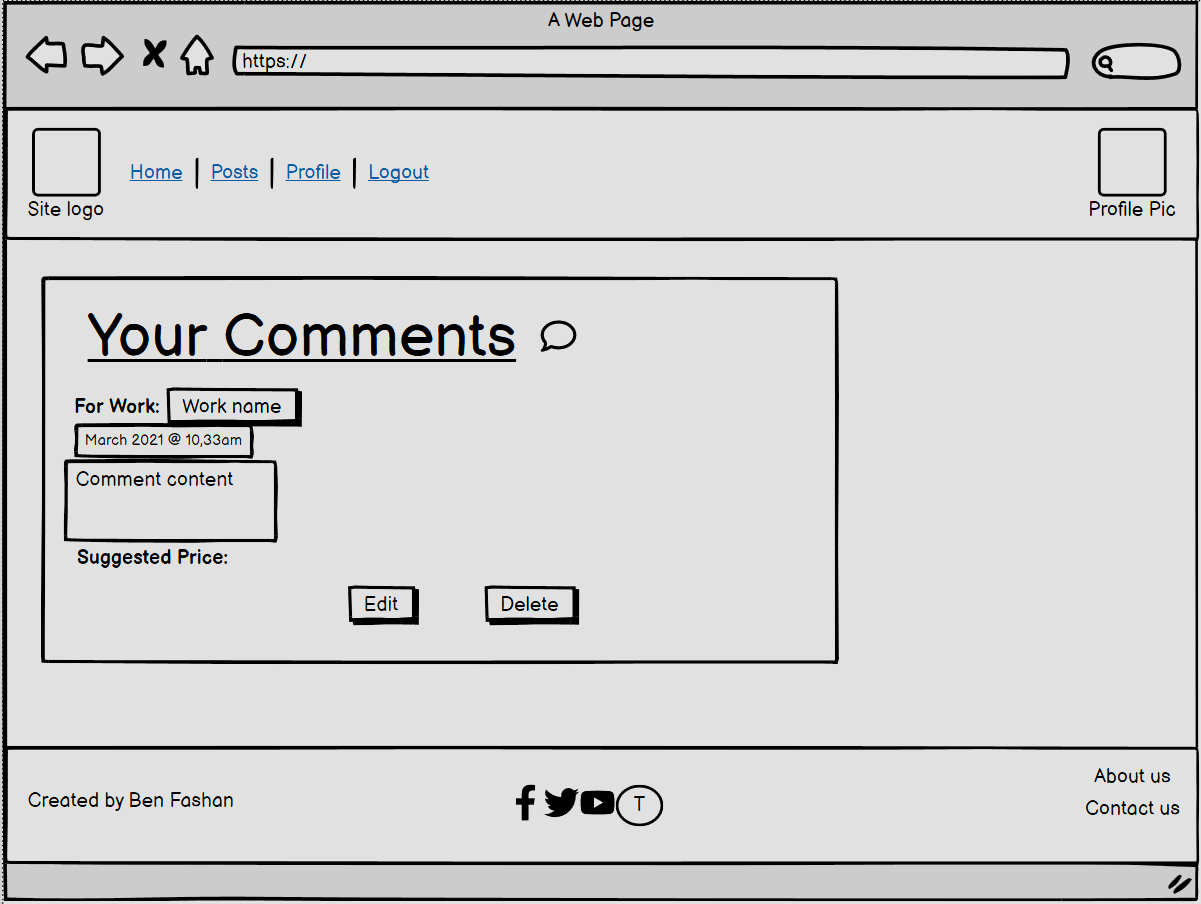 A Web Page
https://
Home Posts Profile Logout
Site logo
Profile Pic
Your Comments
For Work: Work name
March 2021 @ 10,33am
Comment content
Suggested Price:
Edit Delete
About us
Created by Ben Fashan
T
Contact us